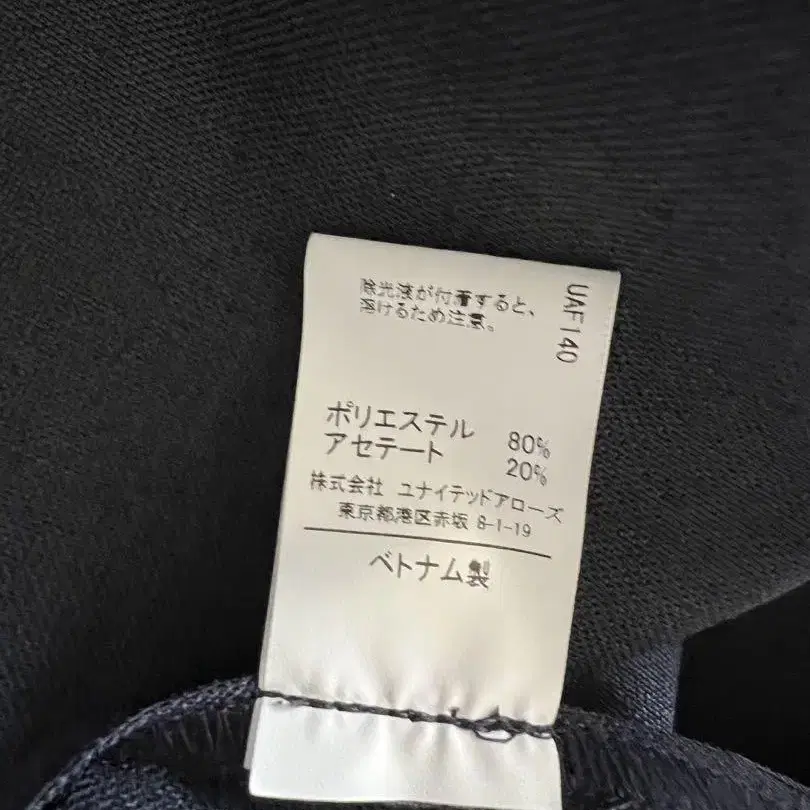 除光液が付着すると、
溶けるため注意。
UAF140
ポリエステル 80%
アセテート 20%
株式会社 ユナイテッドアローズ
東京都港区赤坂 8-1-19
ベトナム製